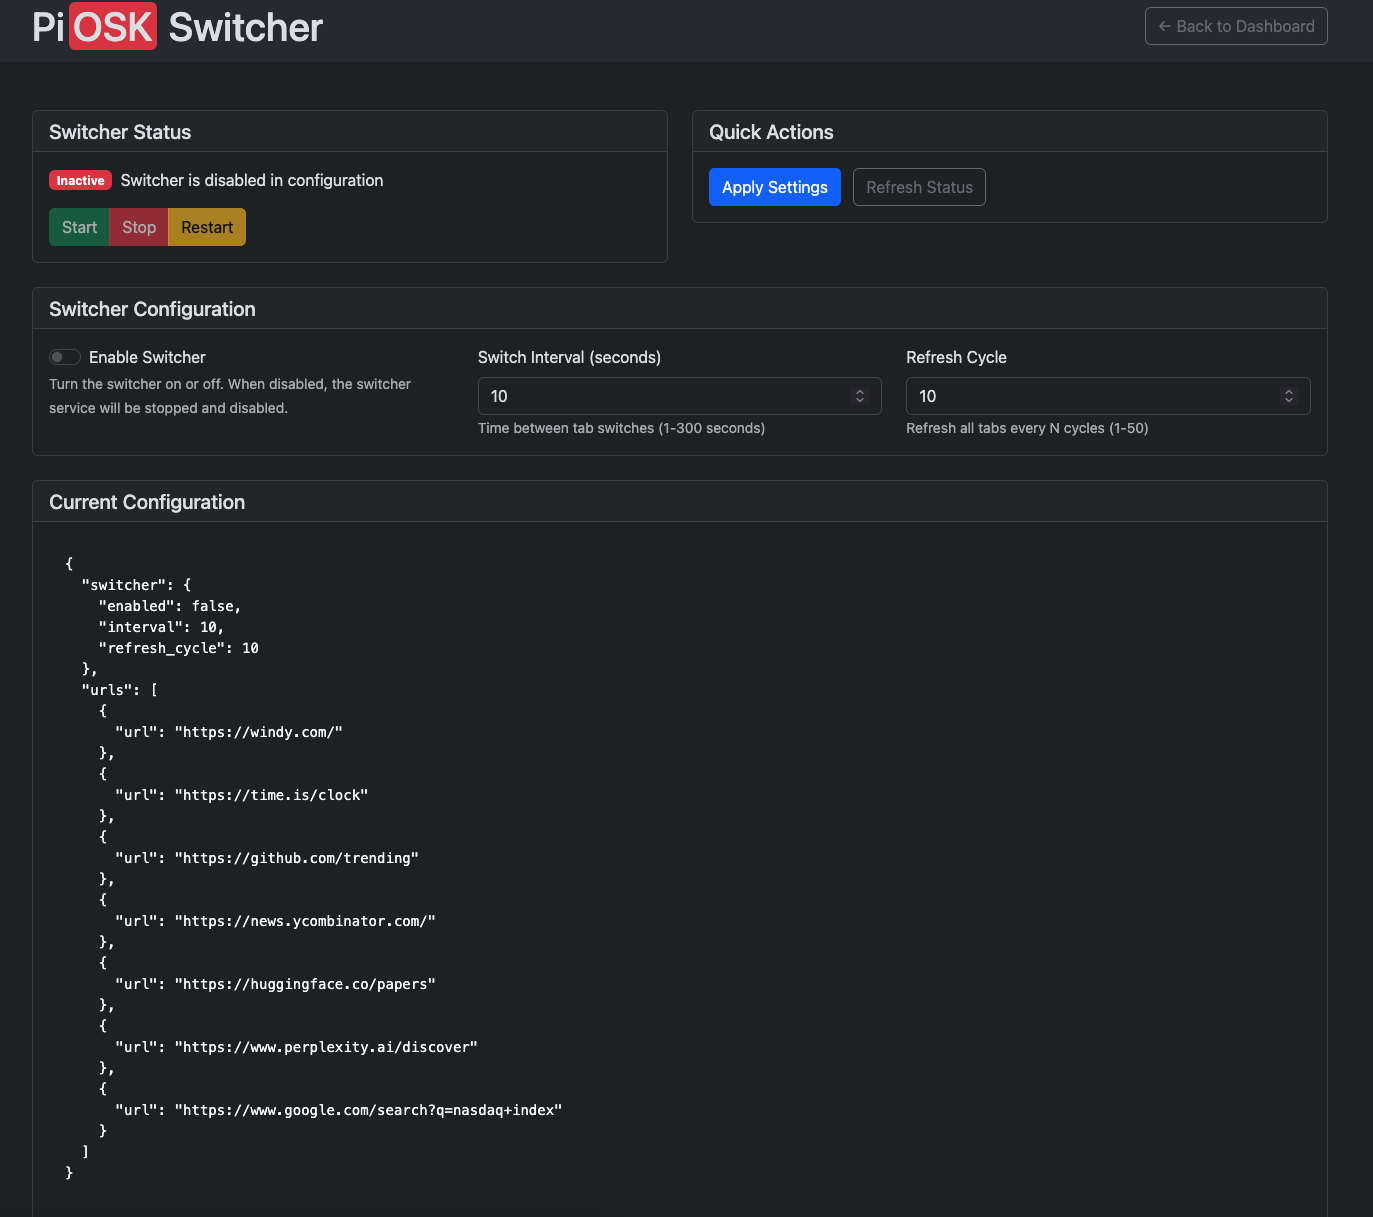 PiOSK Switcher
← Back to Dashboard
Switcher Status
Inactive Switcher is disabled in configuration
Start Stop Restart
Quick Actions
Apply Settings Refresh Status
Switcher Configuration
Enable Switcher
Turn the switcher on or off. When disabled, the switcher
service will be stopped and disabled.
Switch Interval (seconds)
10
Time between tab switches (1-300 seconds)
Refresh Cycle
10
Refresh all tabs every N cycles (1-50)
Current Configuration
{
  "switcher": {
    "enabled": false,
    "interval": 10,
    "refresh_cycle": 10
  },
  "urls": [
    {
      "url": "https://windy.com/"
    },
    {
      "url": "https://time.is/clock"
    },
    {
      "url": "https://github.com/trending"
    },
    {
      "url": "https://news.ycombinator.com/"
    },
    {
      "url": "https://huggingface.co/papers"
    },
    {
      "url": "https://www.perplexity.ai/discover"
    },
    {
      "url": "https://www.google.com/search?q=nasdaq+index"
    }
  ]
}